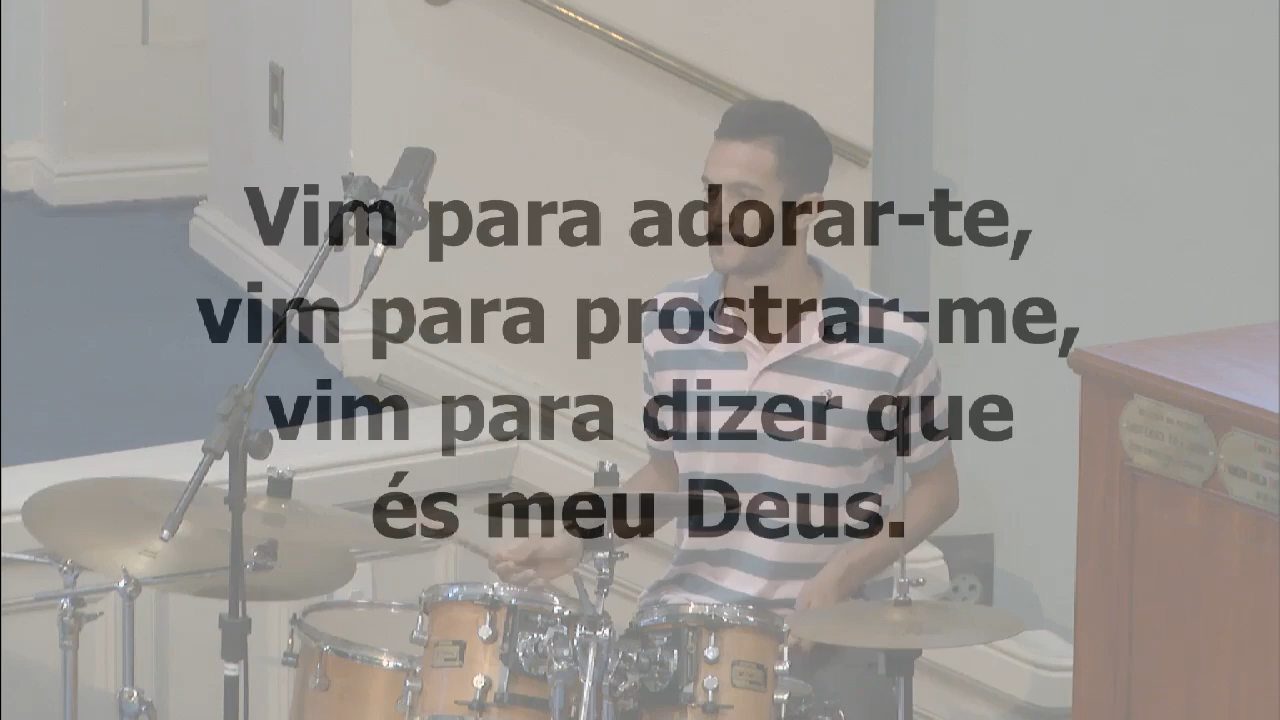 Vim para adorar-te,
vim para prostrar-me,
vim para dizer que
és meu Deus.